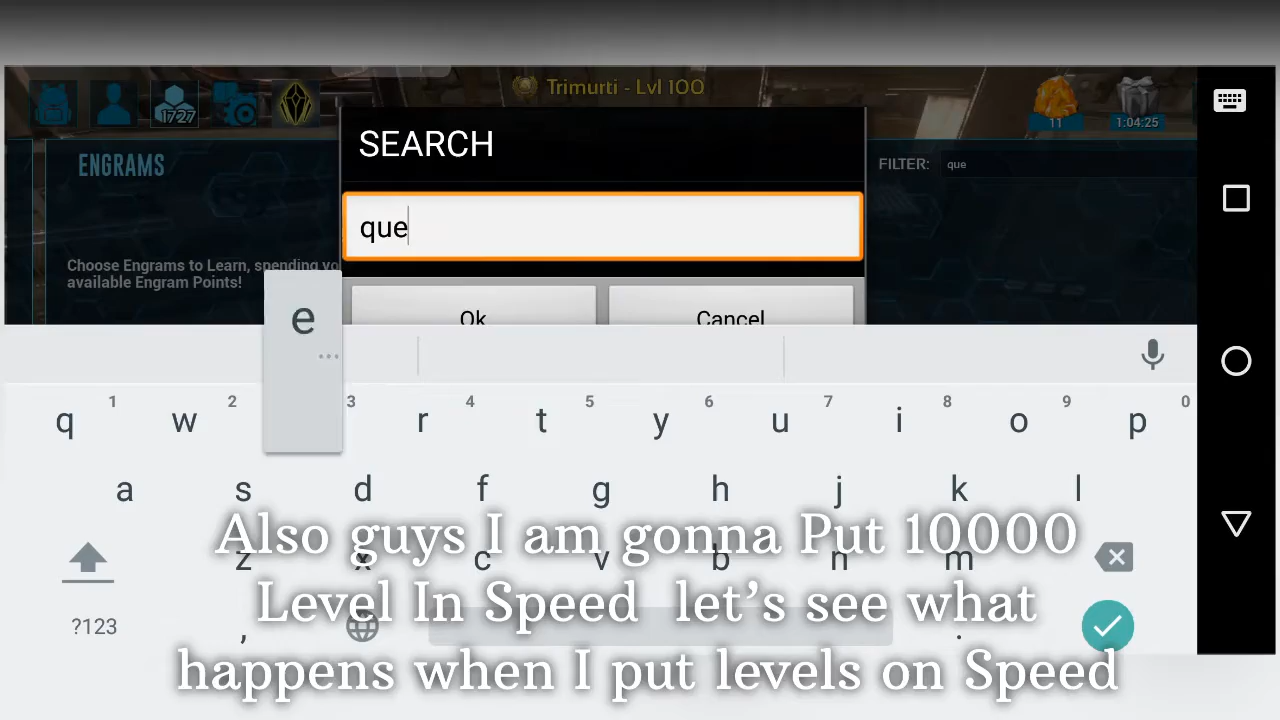 Trimurti - Lvl 100
1727
11
1:04:25
ENGRAMS
SEARCH
FILTER: que
que
Choose Engrams to Learn, spending yo
available Engram Points!
Ok
Cancel
e
...
1 2 3 4 5 6 7 8 9 0
q w r t y u i o p
a s d f g h j k l
z x c v b n m
?123 , .
Also guys I am gonna Put 10000
Level In Speed let's see what
happens when I put levels on Speed